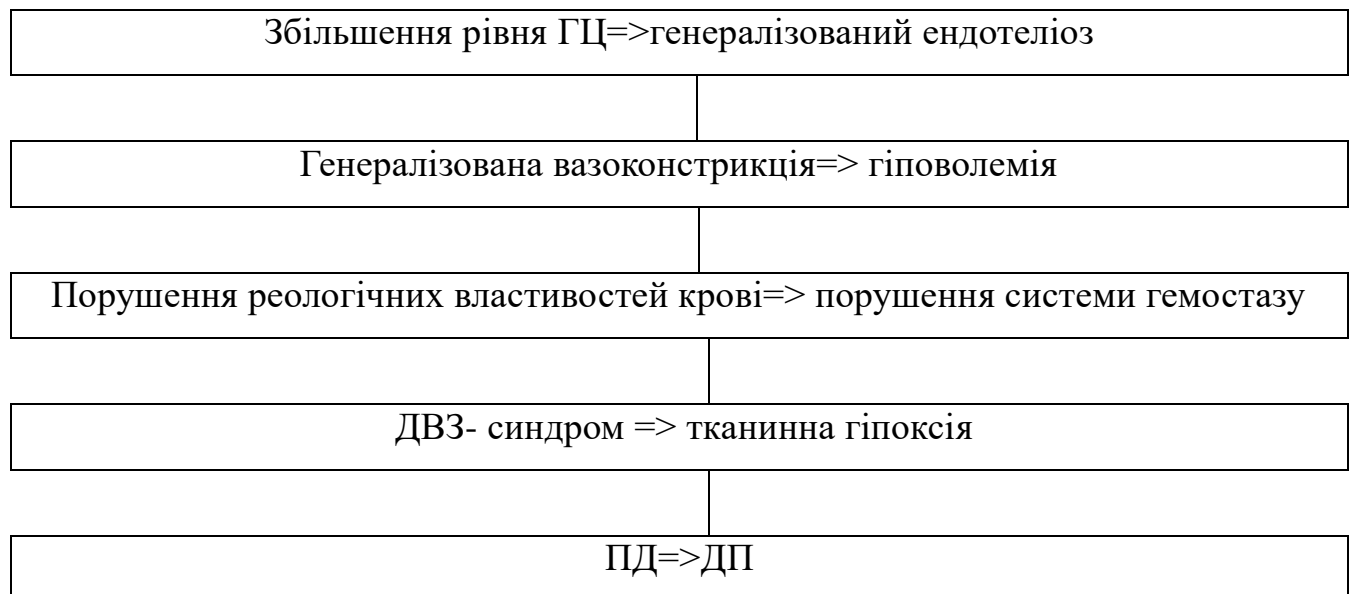 Збільшення рівня ГЦ=>генералізований ендотеліоз
Генералізована вазоконстрикція=> гіповолемія
Порушення реологічних властивостей крові=> порушення системи гемостазу
ДВЗ- синдром => тканинна гіпоксія
ПД=>ДП